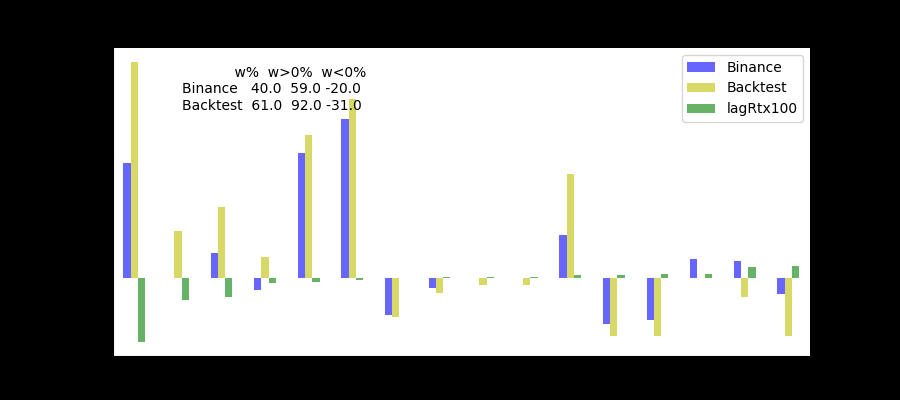 w% w>0% w<0%
Binance 40.0 59.0 -20.0
Backtest 61.0 92.0 -31.0
Binance
Backtest
lagRtx100